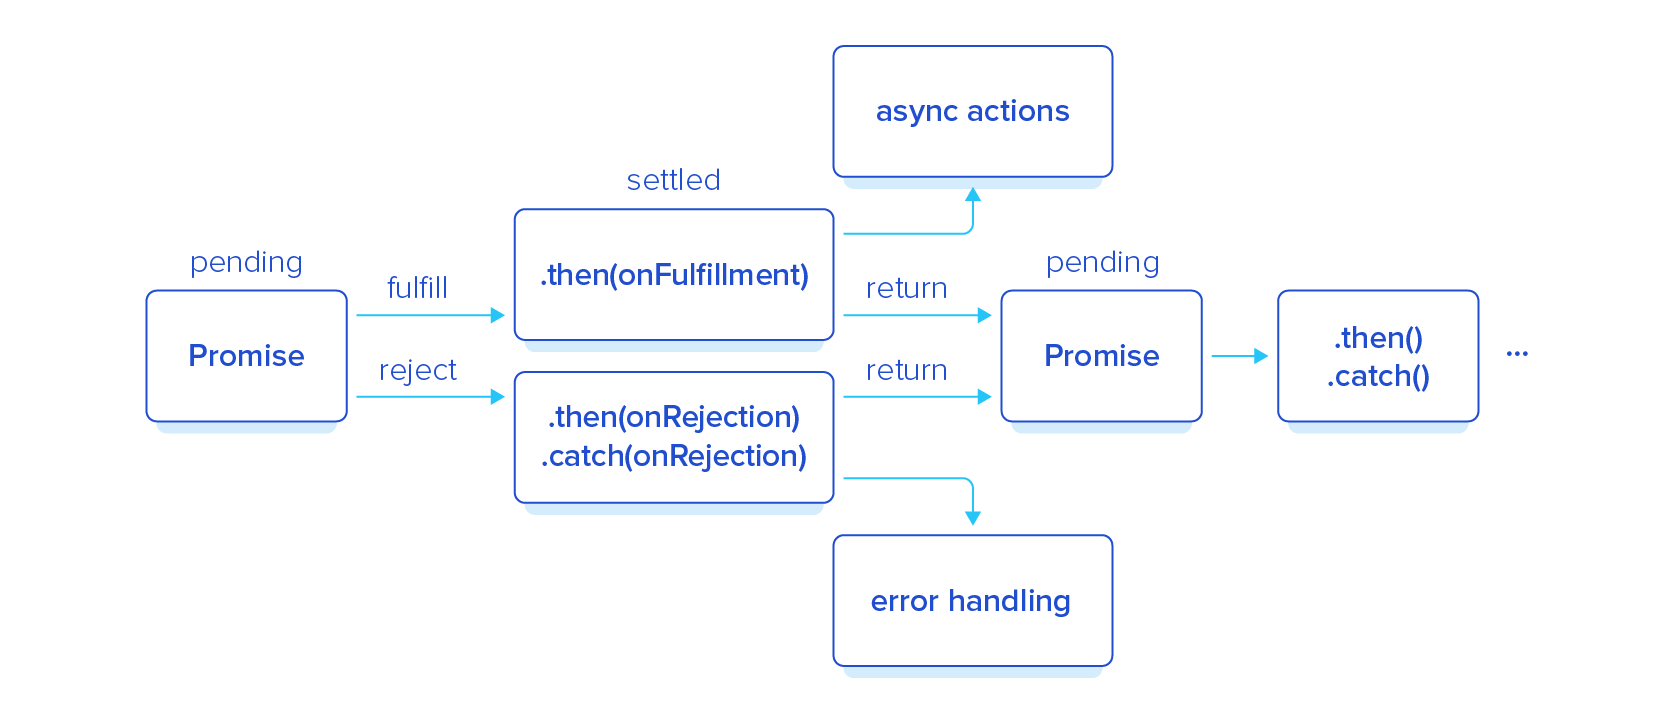 async actions
settled
.then(onFulfillment)
pending
Promise
fulfill
reject
.then(onRejection)
.catch(onRejection)
return
return
pending
Promise
.then()
.catch()
...
error handling